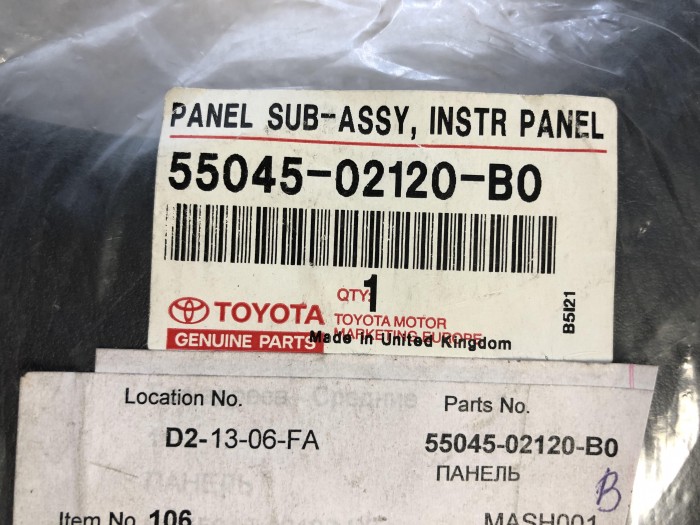 PANEL SUB-ASSY, INSTR PANEL
55045-02120-B0
QTY: 1
TOYOTA
TOYOTA MOTOR
MARKETING EUROPE
GENUINE PARTS
Made in United Kingdom
B5I21
Location No.
Parts No.
D2-13-06-FA
55045-02120-B0
ПАНЕЛЬ
B
Item No. 106
MASH001
Средние
ПАНЕЛЬ